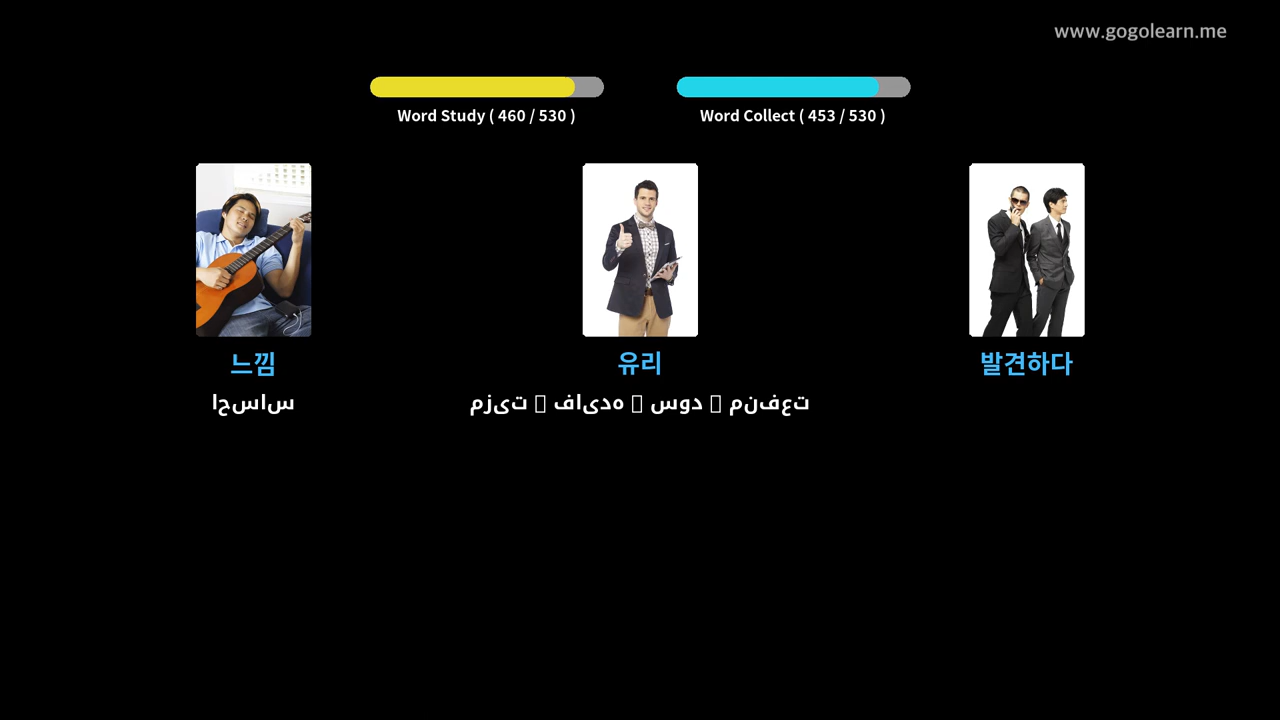 www.gogolearn.me
Word Study ( 460 / 530 )
Word Collect ( 453 / 530 )
느낌
유리
발견하다
احساس
مزیت ▯ فایده ▯ سود ▯ منفعت